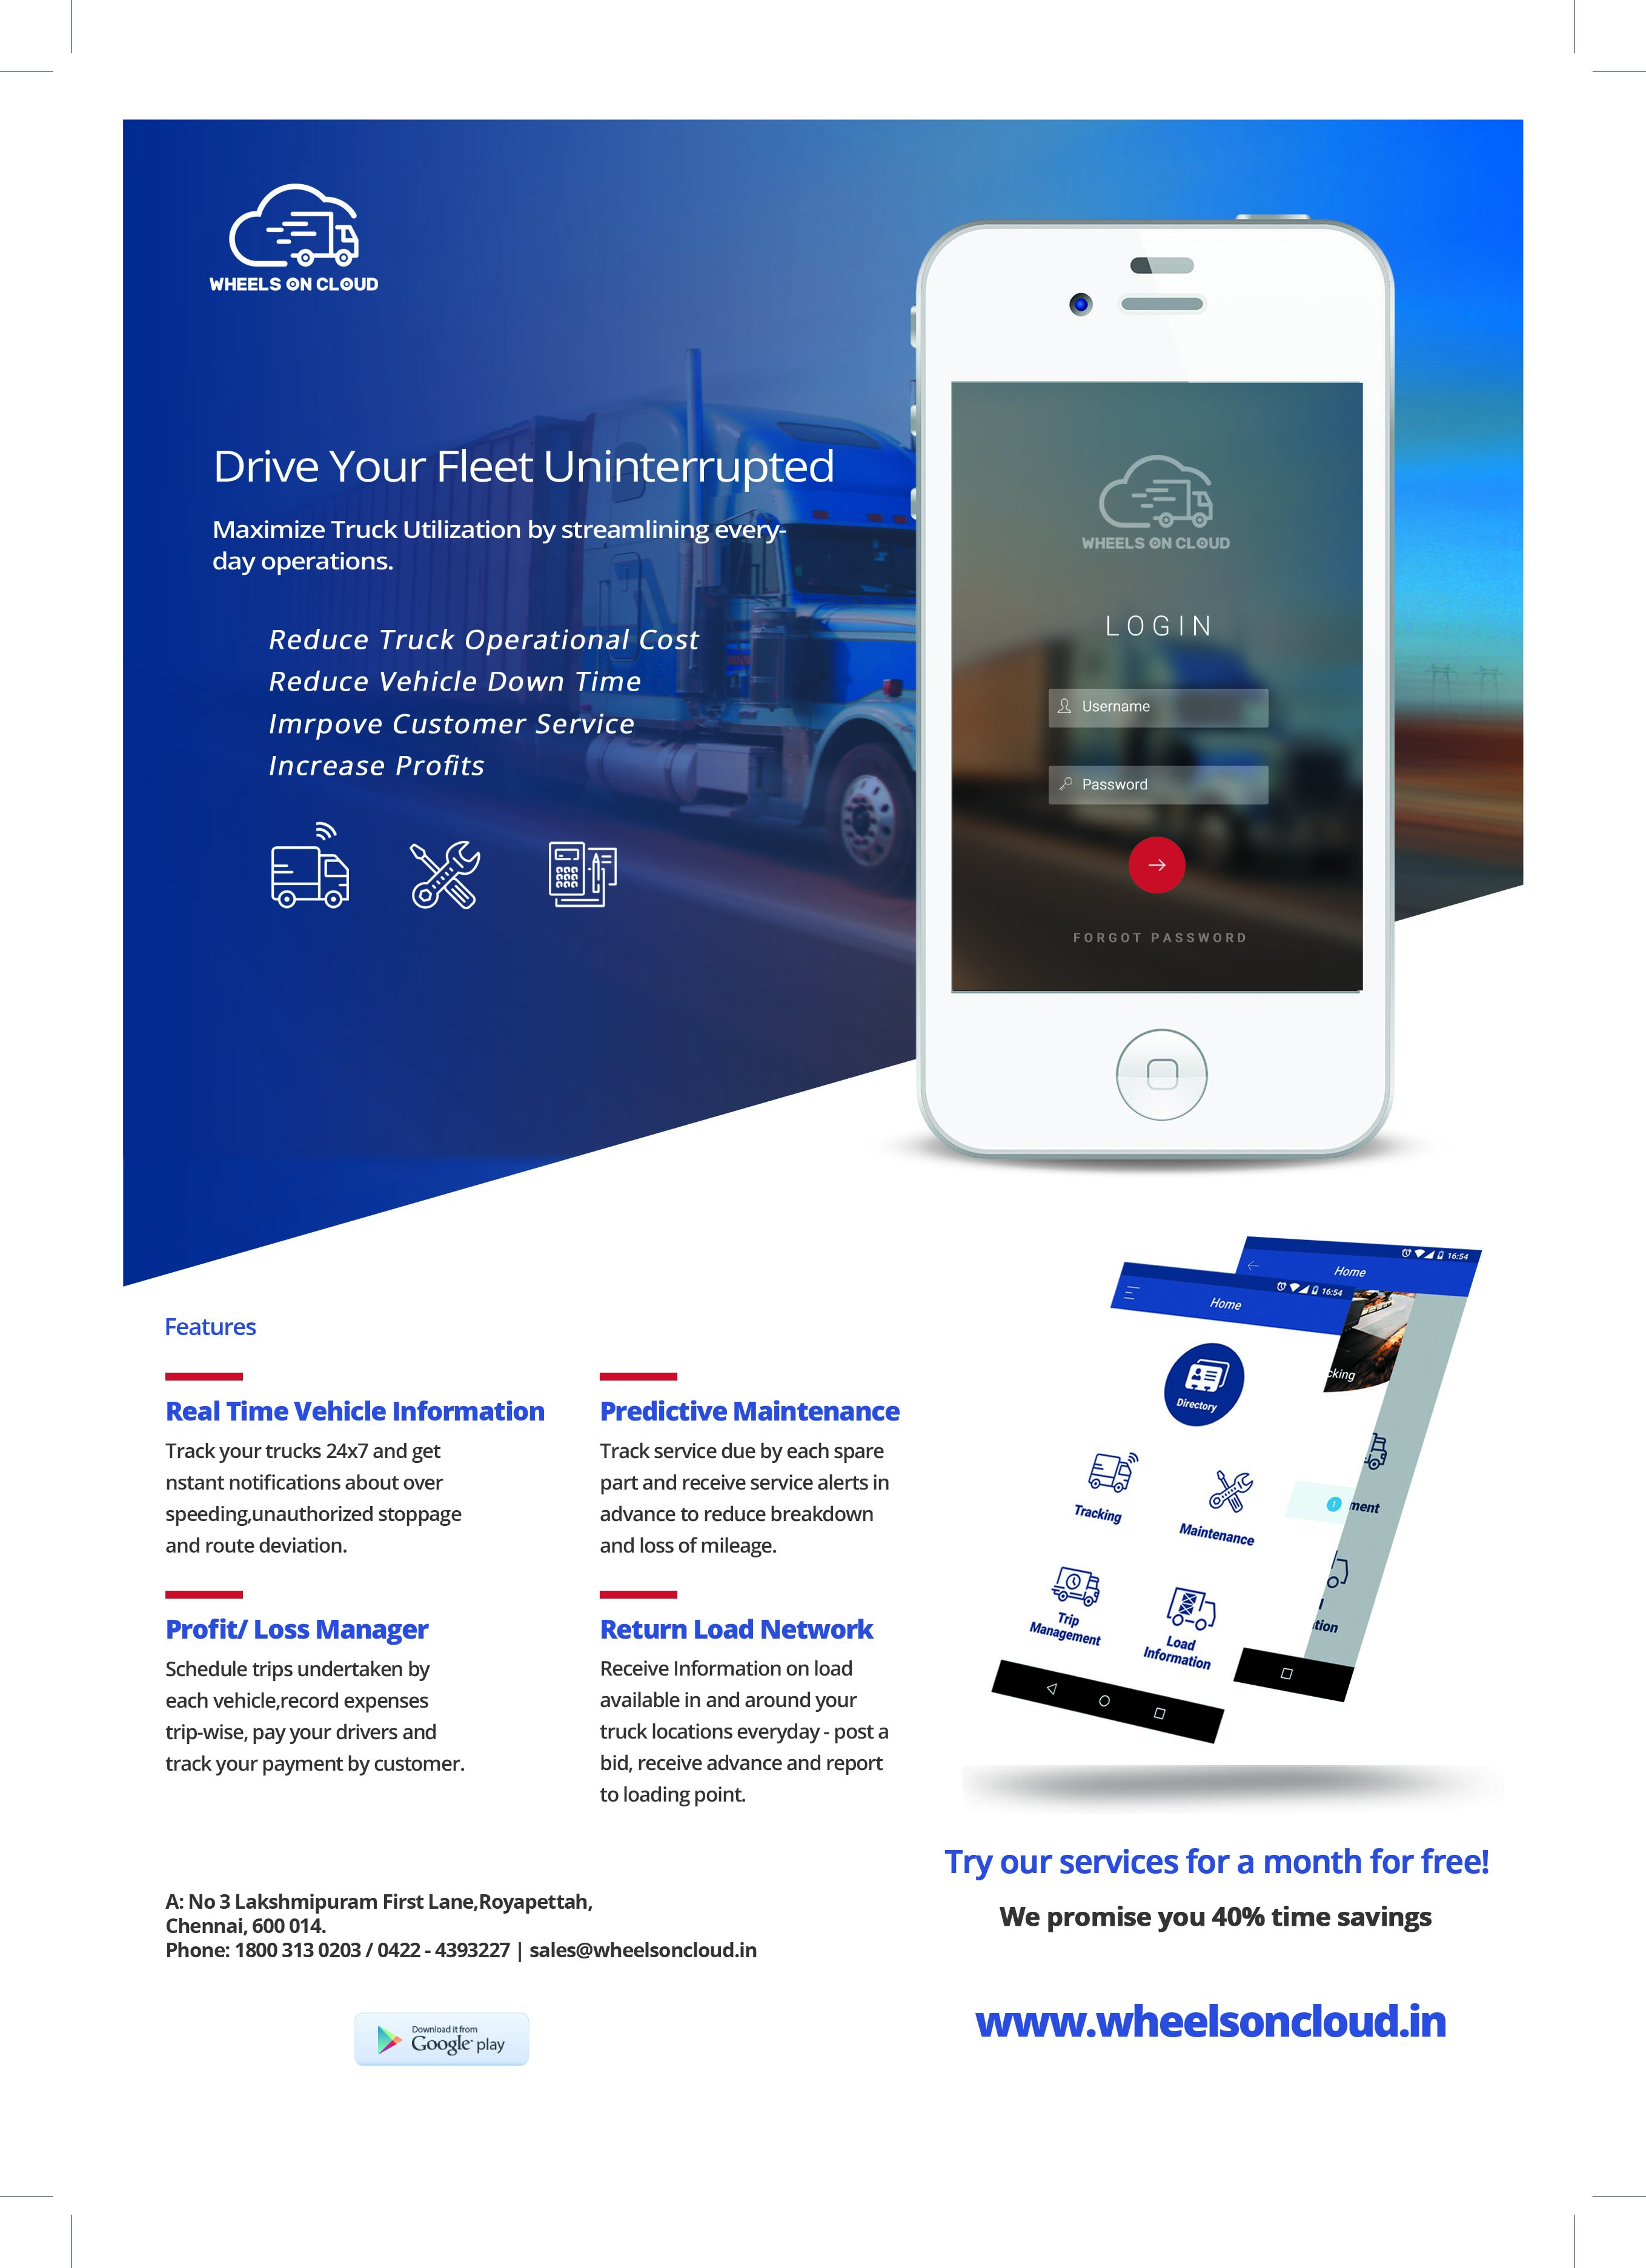 WHEELS ON CLOUD
Drive Your Fleet Uninterrupted
Maximize Truck Utilization by streamlining every-
day operations.
Reduce Truck Operational Cost
Reduce Vehicle Down Time
Imrpove Customer Service
Increase Profits
WHEELS ON CLOUD
LOGIN
Username
Password
FORGOT PASSWORD
Features
Real Time Vehicle Information
Track your trucks 24x7 and get
nstant notifications about over
speeding,unauthorized stoppage
and route deviation.
Predictive Maintenance
Track service due by each spare
part and receive service alerts in
advance to reduce breakdown
and loss of mileage.
Profit/ Loss Manager
Schedule trips undertaken by
each vehicle,record expenses
trip-wise, pay your drivers and
track your payment by customer.
Return Load Network
Receive Information on load
available in and around your
truck locations everyday - post a
bid, receive advance and report
to loading point.
16:54
Home
16:54
Home
Directory
cking
Tracking
Maintenance
ment
Trip
Management
Load
Information
tion
Try our services for a month for free!
We promise you 40% time savings
www.wheelsoncloud.in
A: No 3 Lakshmipuram First Lane,Royapettah,
Chennai, 600 014.
Phone: 1800 313 0203 / 0422 - 4393227 | sales@wheelsoncloud.in
Download it from
Google play